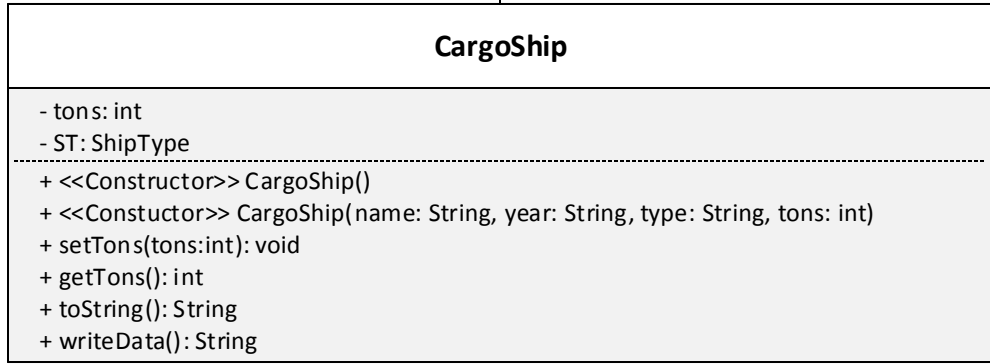 CargoShip
- tons: int
- ST: ShipType
+ <<Constructor>> CargoShip()
+ <<Constuctor>> CargoShip(name: String, year: String, type: String, tons: int)
+ setTons(tons:int): void
+ getTons(): int
+ toString(): String
+ writeData(): String